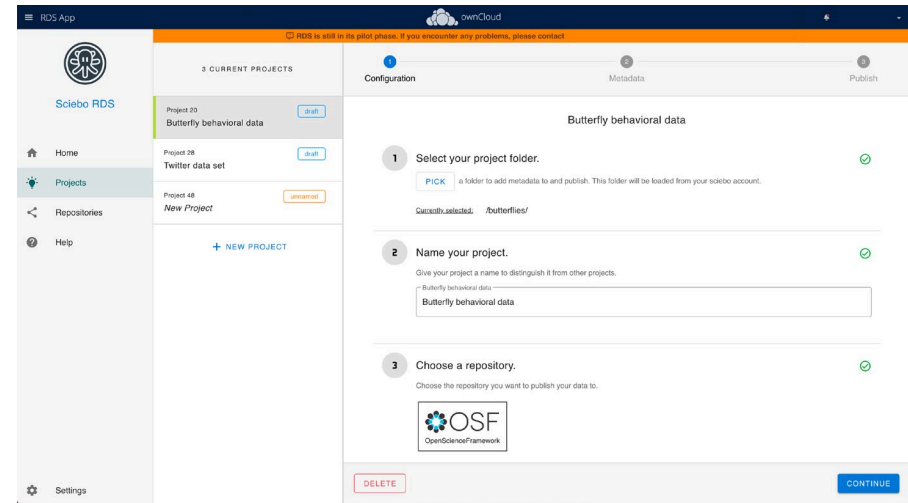 RDS App
ownCloud
RDS is still in its pilot phase. If you encounter any problems, please contact
Sciebo RDS
Home
Projects
Repositories
Help
Settings
3 CURRENT PROJECTS
Project 20
draft
Butterfly behavioral data
Project 28
draft
Twitter data set
Project 48
unnamed
New Project
+ NEW PROJECT
1
2
3
Configuration
Metadata
Publish
Butterfly behavioral data
1 Select your project folder.
PICK a folder to add metadata to and publish. This folder will be loaded from your sciebo account.
Currently selected: /butterflies/
2 Name your project.
Give your project a name to distinguish it from other projects.
Butterfly behavioral data
Butterfly behavioral data
3 Choose a repository.
Choose the repository you want to publish your data to.
OSF
OpenScienceFramework
DELETE
CONTINUE